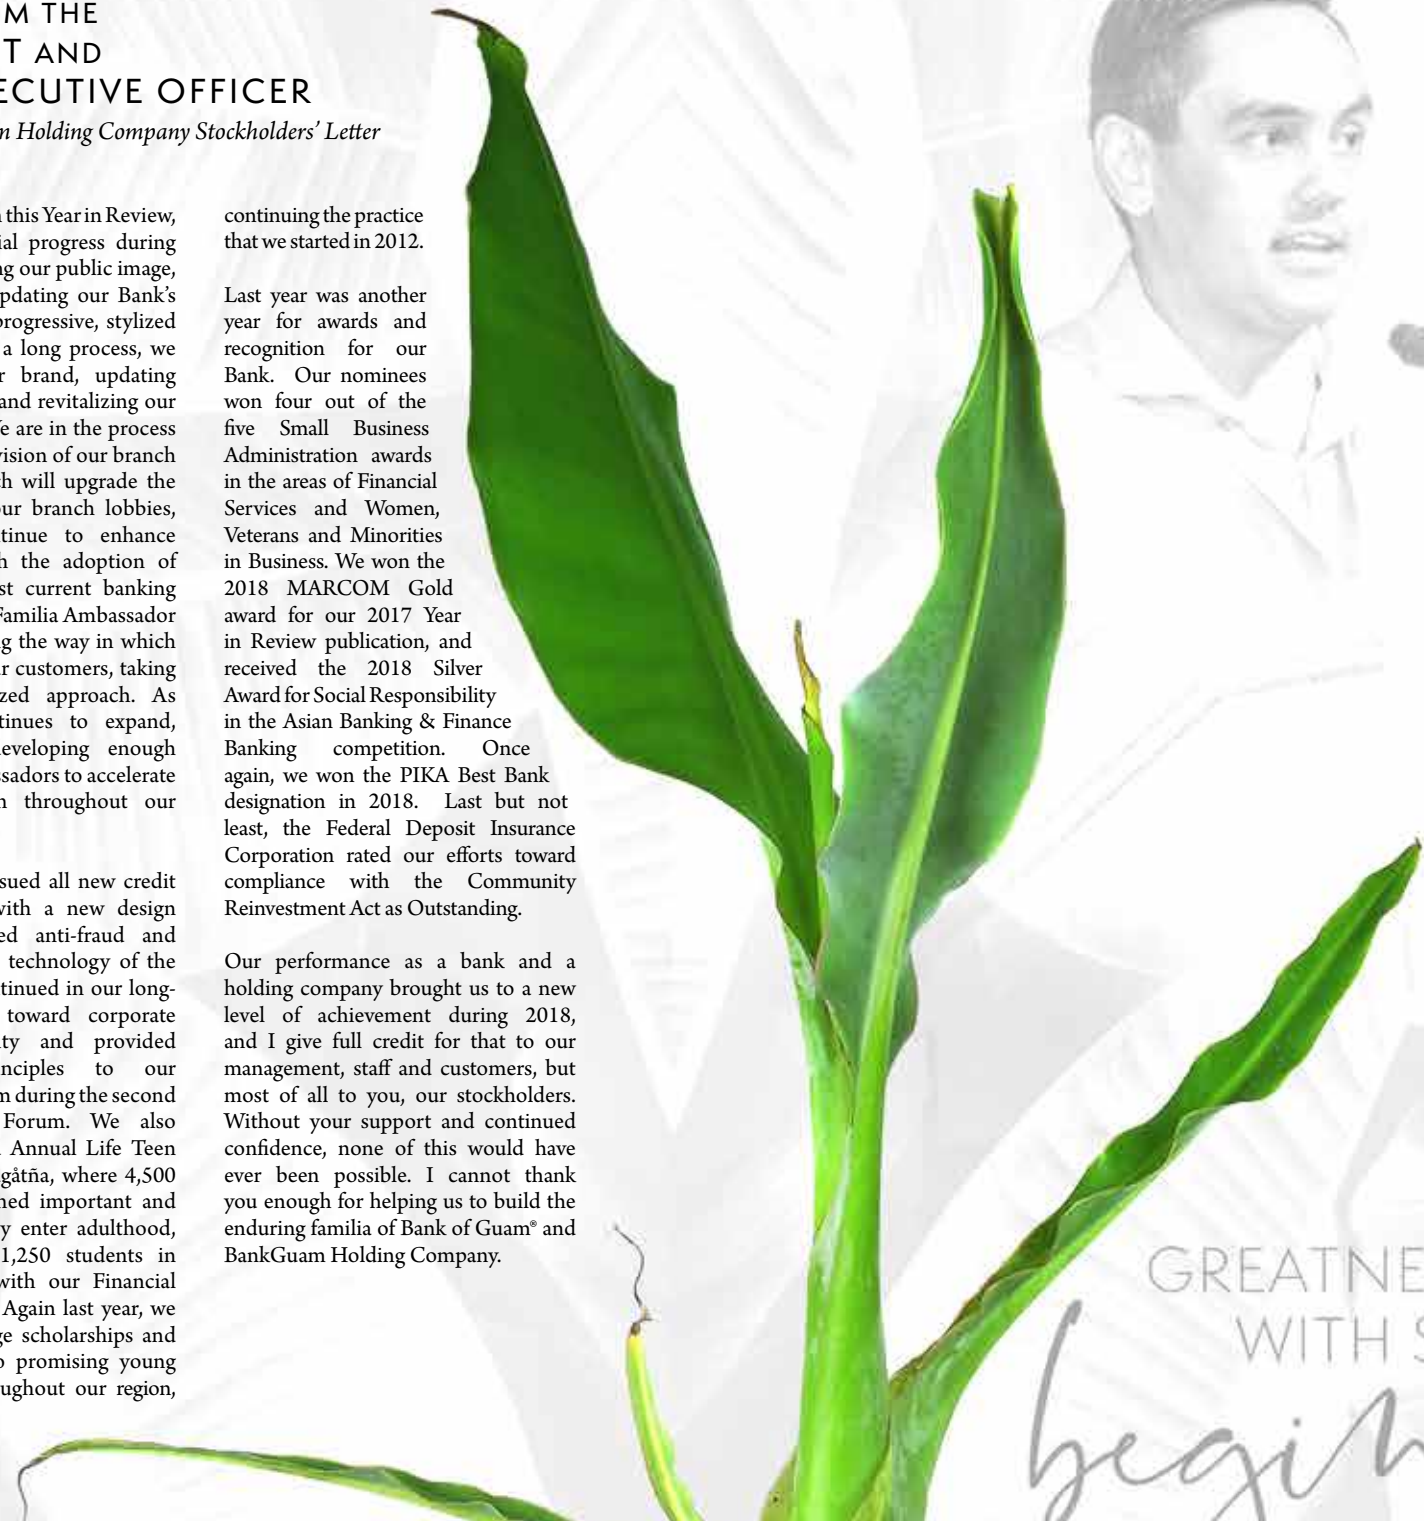 M THE
T AND
ECUTIVE OFFICER
n Holding Company Stockholders’ Letter
this Year in Review,
ial progress during
ng our public image,
pdating our Bank’s
progressive, stylized
a long process, we
r brand, updating
and revitalizing our
e are in the process
vision of our branch
ch will upgrade the
our branch lobbies,
tinue to enhance
h the adoption of
st current banking
Familia Ambassador
ng the way in which
r customers, taking
zed approach. As
tinues to expand,
developing enough
ssadors to accelerate
n throughout our
sued all new credit
with a new design
ed anti-fraud and
technology of the
tinued in our long-
toward corporate
ty and provided
nciples to our
m during the second
Forum. We also
Annual Life Teen
gåtña, where 4,500
ned important and
y enter adulthood,
1,250 students in
with our Financial
Again last year, we
ge scholarships and
o promising young
ughout our region,
continuing the practice
that we started in 2012.
Last year was another
year for awards and
recognition for our
Bank. Our nominees
won four out of the
five Small Business
Administration awards
in the areas of Financial
Services and Women,
Veterans and Minorities
in Business. We won the
2018 MARCOM Gold
award for our 2017 Year
in Review publication, and
received the 2018 Silver
Award for Social Responsibility
in the Asian Banking & Finance
Banking competition. Once
again, we won the PIKA Best Bank
designation in 2018. Last but not
least, the Federal Deposit Insurance
Corporation rated our efforts toward
compliance with the Community
Reinvestment Act as Outstanding.
Our performance as a bank and a
holding company brought us to a new
level of achievement during 2018,
and I give full credit for that to our
management, staff and customers, but
most of all to you, our stockholders.
Without your support and continued
confidence, none of this would have
ever been possible. I cannot thank
you enough for helping us to build the
enduring familia of Bank of Guam® and
BankGuam Holding Company.
GREATNE
WITH S
begin